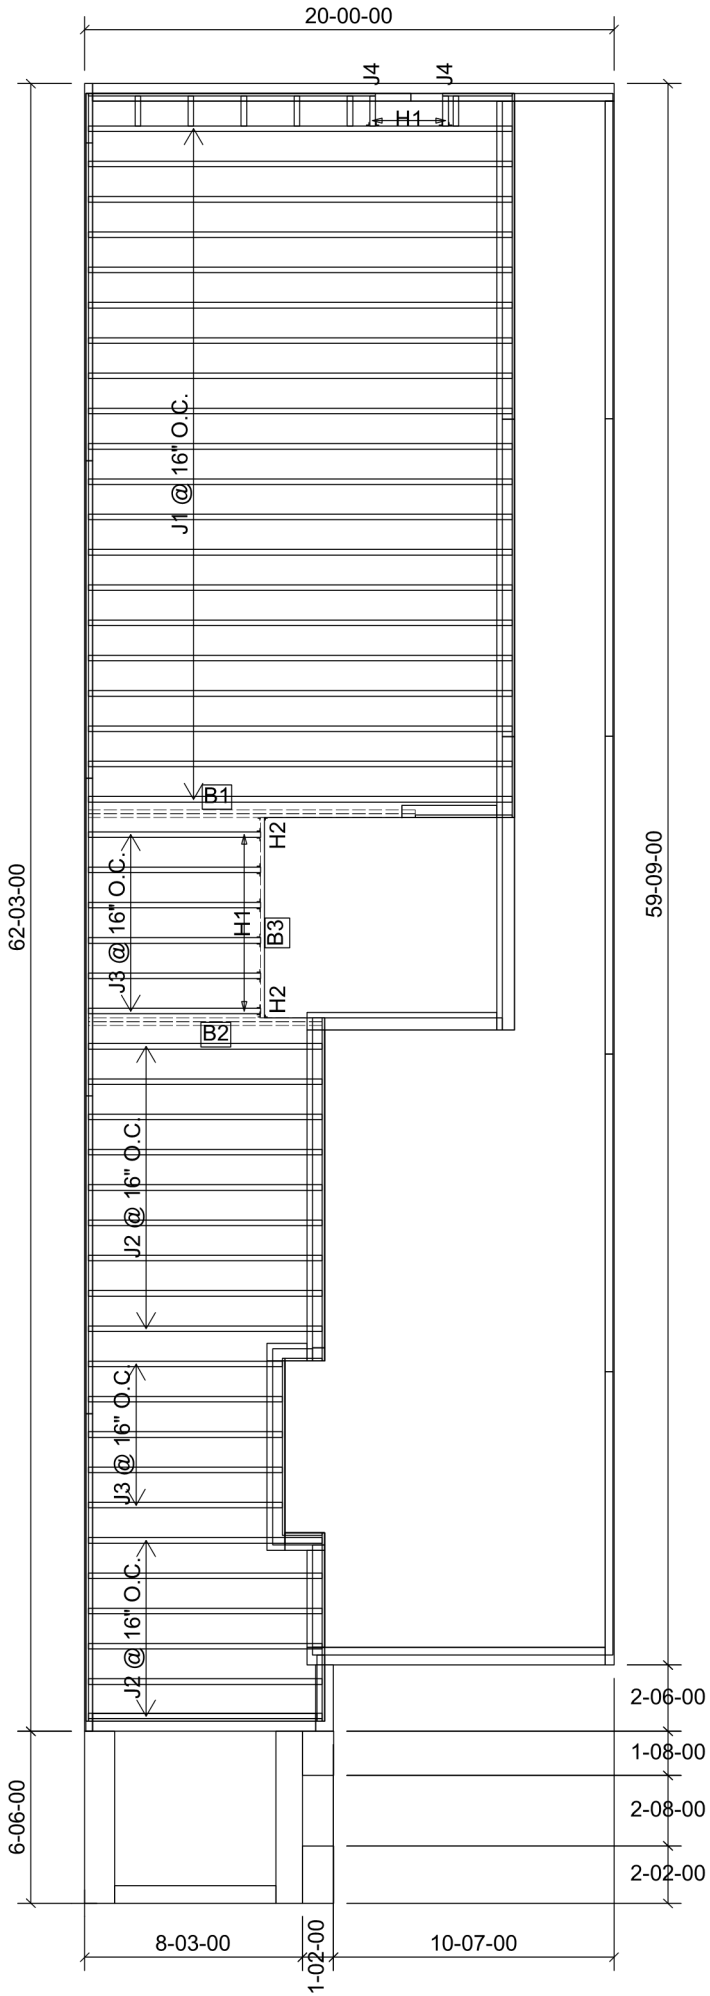 20-00-00
J4
J4
H1
J1 @ 16" O.C.
B1
62-03-00
59-09-00
J3 @ 16" O.C.
H2
H1
B3
H2
B2
J2 @ 16" O.C.
J3 @ 16" O.C.
J2 @ 16" O.C.
2-06-00
1-08-00
6-06-00
2-08-00
2-02-00
8-03-00
1-02-00
10-07-00